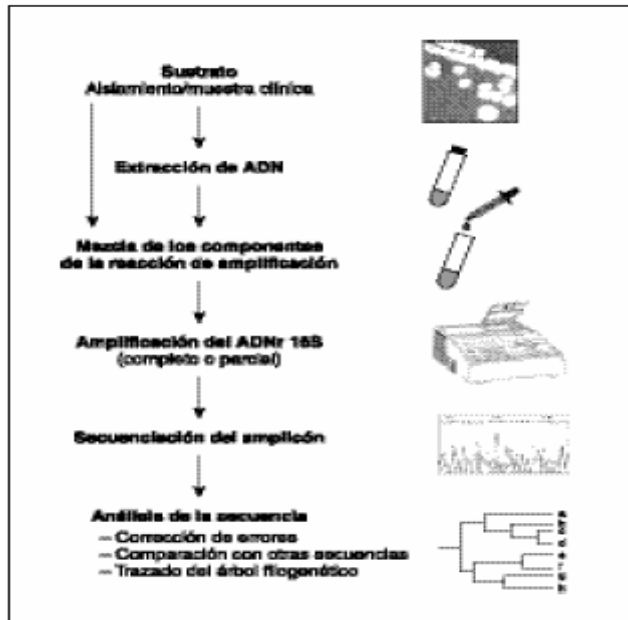 Sustrato
Aislamiento/muestra clínica
Extracción de ADN
Mezcla de los componentes
de la reacción de amplificación
Amplificación del ADNr 16S
(completo o parcial)
Secuenciación del amplicón
Análisis de la secuencia
– Corrección de errores
– Comparación con otras secuencias
– Trazado del árbol filogenético